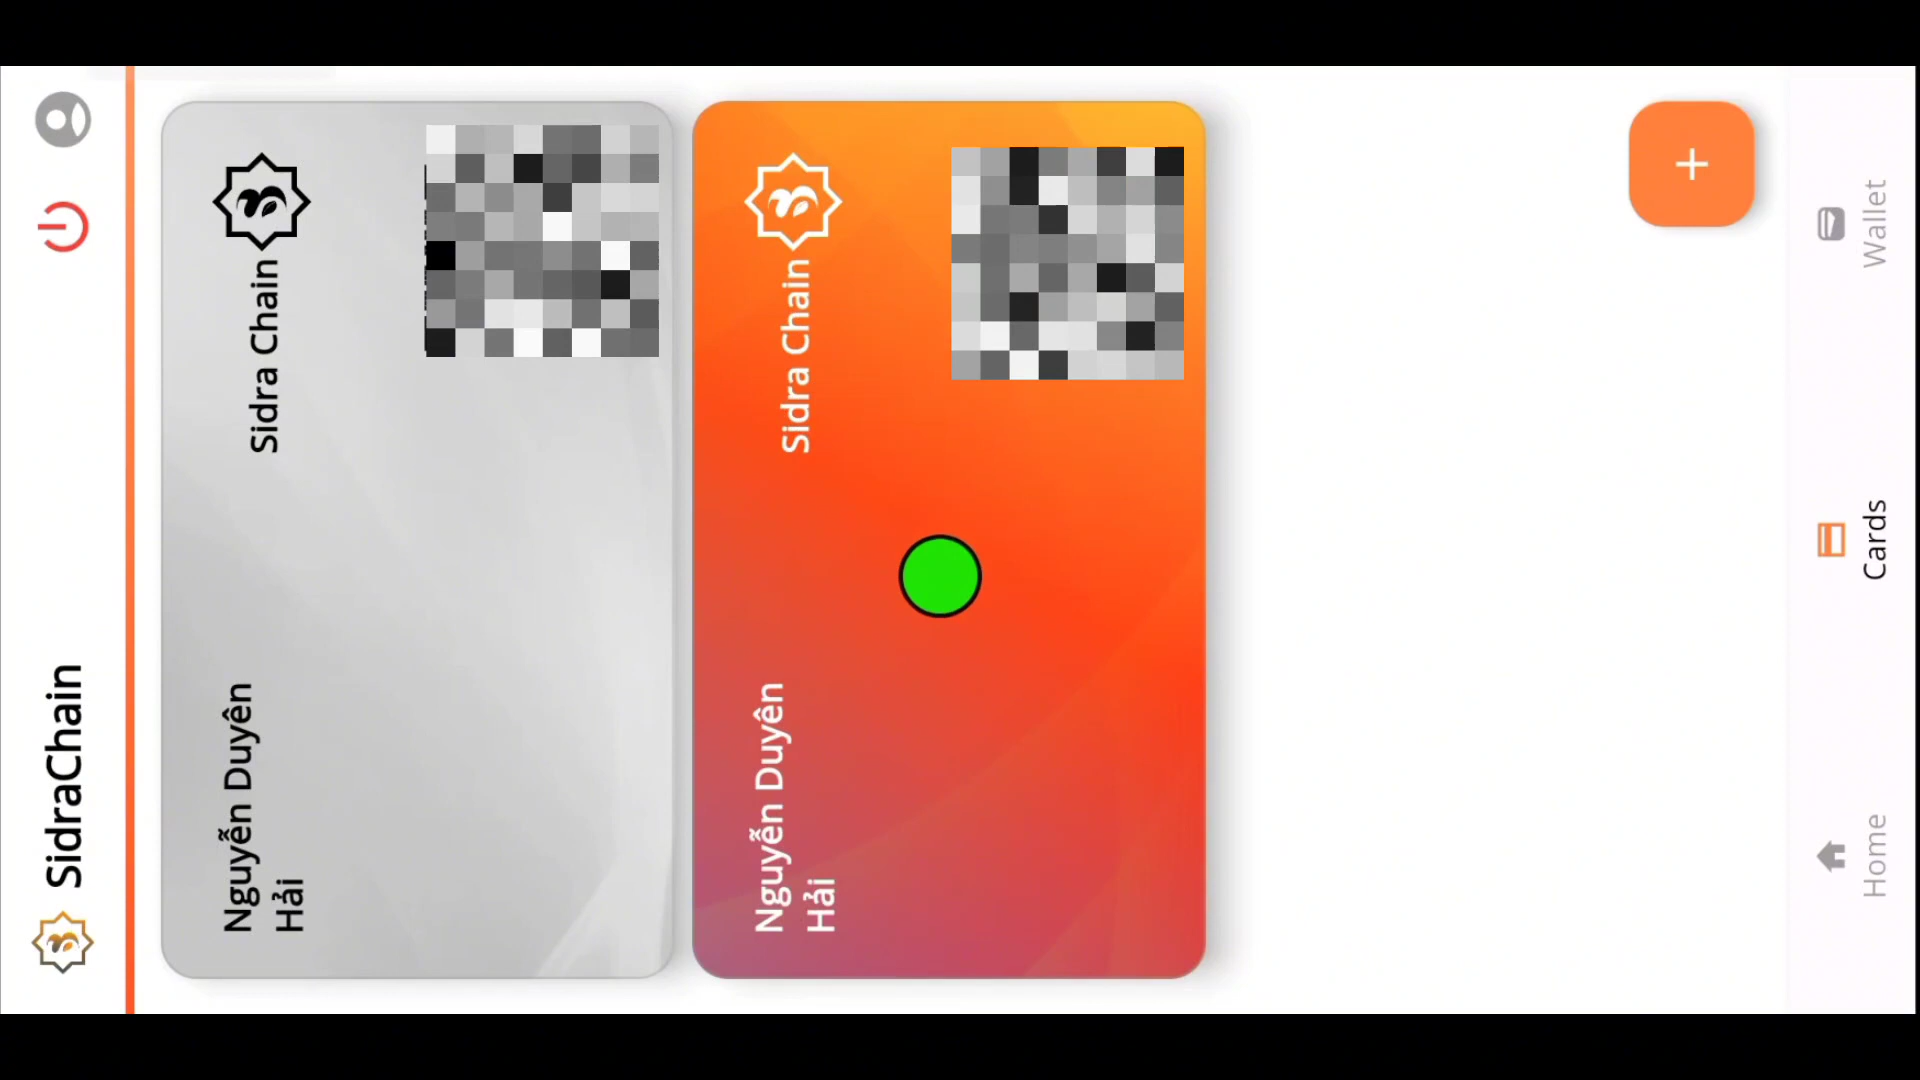 SidraChain
Sidra Chain
Nguyễn Duyên
Hải
Sidra Chain
Nguyễn Duyên
Hải
Home
Cards
Wallet